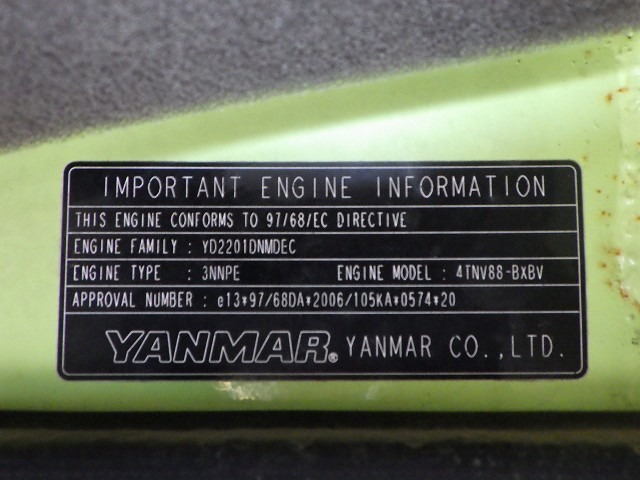 IMPORTANT ENGINE INFORMATION
THIS ENGINE CONFORMS TO 97/68/EC DIRECTIVE
ENGINE FAMILY : YD2201DNMDEC
ENGINE TYPE : 3NNPE ENGINE MODEL : 4TNV88-BXBV
APPROVAL NUMBER : e13*97/68DA*2006/105KA*0574*20
YANMAR® YANMAR CO.,LTD.